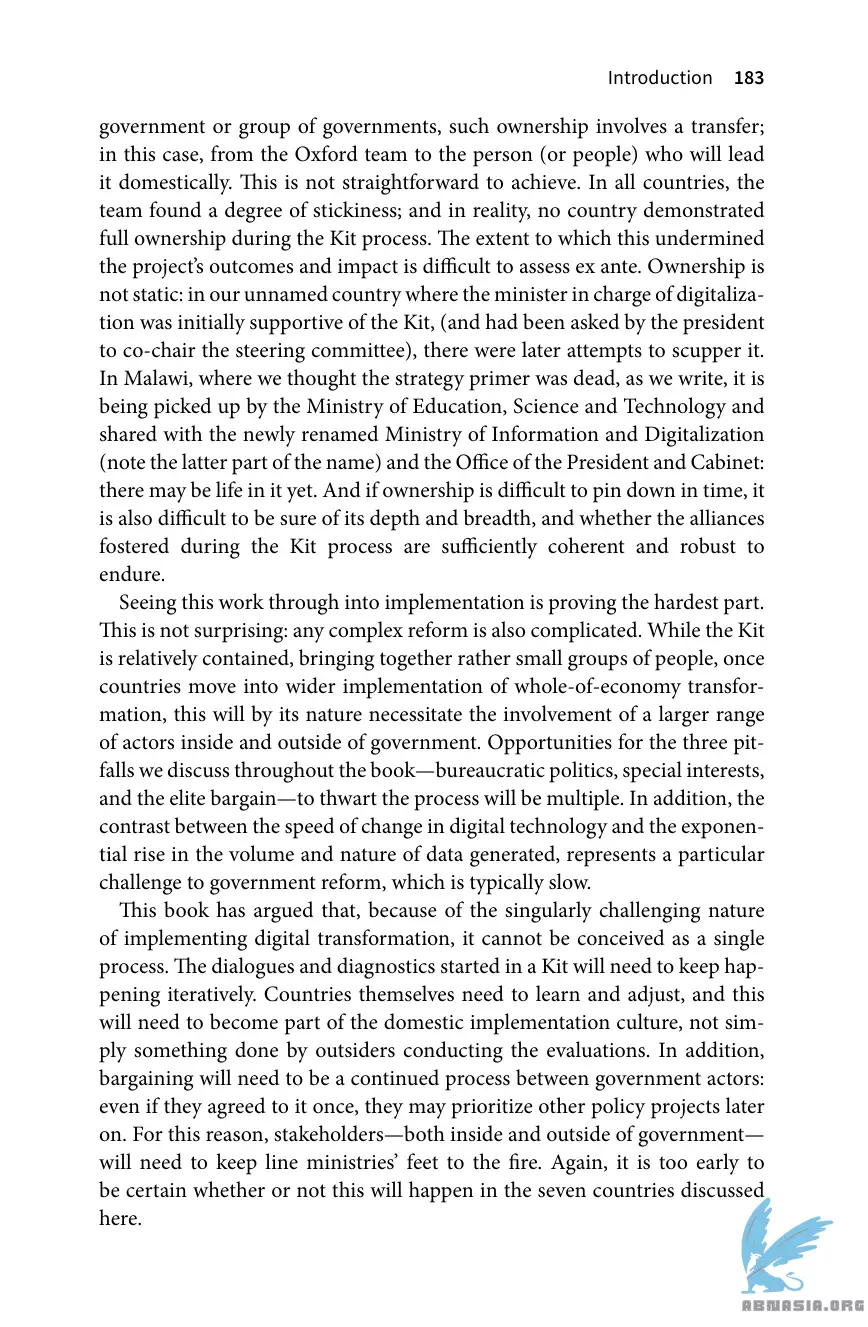 Introduction 183
government or group of governments, such ownership involves a transfer;
in this case, from the Oxford team to the person (or people) who will lead
it domestically. This is not straightforward to achieve. In all countries, the
team found a degree of stickiness; and in reality, no country demonstrated
full ownership during the Kit process. The extent to which this undermined
the project’s outcomes and impact is difficult to assess ex ante. Ownership is
not static: in our unnamed country where the minister in charge of digitaliza-
tion was initially supportive of the Kit, (and had been asked by the president
to co-chair the steering committee), there were later attempts to scupper it.
In Malawi, where we thought the strategy primer was dead, as we write, it is
being picked up by the Ministry of Education, Science and Technology and
shared with the newly renamed Ministry of Information and Digitalization
(note the latter part of the name) and the Office of the President and Cabinet:
there may be life in it yet. And if ownership is difficult to pin down in time, it
is also difficult to be sure of its depth and breadth, and whether the alliances
fostered during the Kit process are sufficiently coherent and robust to
endure.
Seeing this work through into implementation is proving the hardest part.
This is not surprising: any complex reform is also complicated. While the Kit
is relatively contained, bringing together rather small groups of people, once
countries move into wider implementation of whole-of-economy transfor-
mation, this will by its nature necessitate the involvement of a larger range
of actors inside and outside of government. Opportunities for the three pit-
falls we discuss throughout the book—bureaucratic politics, special interests,
and the elite bargain—to thwart the process will be multiple. In addition, the
contrast between the speed of change in digital technology and the exponen-
tial rise in the volume and nature of data generated, represents a particular
challenge to government reform, which is typically slow.
This book has argued that, because of the singularly challenging nature
of implementing digital transformation, it cannot be conceived as a single
process. The dialogues and diagnostics started in a Kit will need to keep hap-
pening iteratively. Countries themselves need to learn and adjust, and this
will need to become part of the domestic implementation culture, not sim-
ply something done by outsiders conducting the evaluations. In addition,
bargaining will need to be a continued process between government actors:
even if they agreed to it once, they may prioritize other policy projects later
on. For this reason, stakeholders—both inside and outside of government—
will need to keep line ministries’ feet to the fire. Again, it is too early to
be certain whether or not this will happen in the seven countries discussed
here.
ABNASIA.ORG